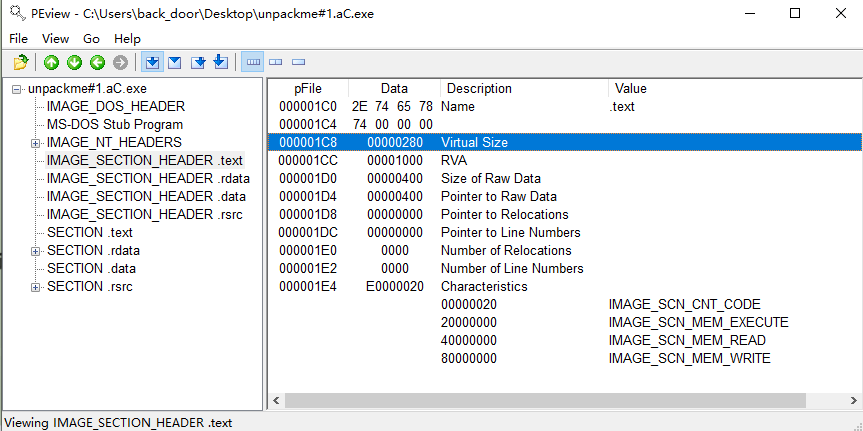 PEview - C:\Users\back_door\Desktop\unpackme#1.aC.exe
File View Go Help
unpackme#1.aC.exe
IMAGE_DOS_HEADER
MS-DOS Stub Program
IMAGE_NT_HEADERS
IMAGE_SECTION_HEADER .text
IMAGE_SECTION_HEADER .rdata
IMAGE_SECTION_HEADER .data
IMAGE_SECTION_HEADER .rsrc
SECTION .text
SECTION .rdata
SECTION .data
SECTION .rsrc
pFile Data Description Value
000001C0 2E 74 65 78 Name .text
000001C4 74 00 00 00
000001C8 00000280 Virtual Size
000001CC 00001000 RVA
000001D0 00000400 Size of Raw Data
000001D4 00000400 Pointer to Raw Data
000001D8 00000000 Pointer to Relocations
000001DC 00000000 Pointer to Line Numbers
000001E0 0000 Number of Relocations
000001E2 0000 Number of Line Numbers
000001E4 E0000020 Characteristics
00000020 IMAGE_SCN_CNT_CODE
20000000 IMAGE_SCN_MEM_EXECUTE
40000000 IMAGE_SCN_MEM_READ
80000000 IMAGE_SCN_MEM_WRITE
Viewing IMAGE_SECTION_HEADER .text